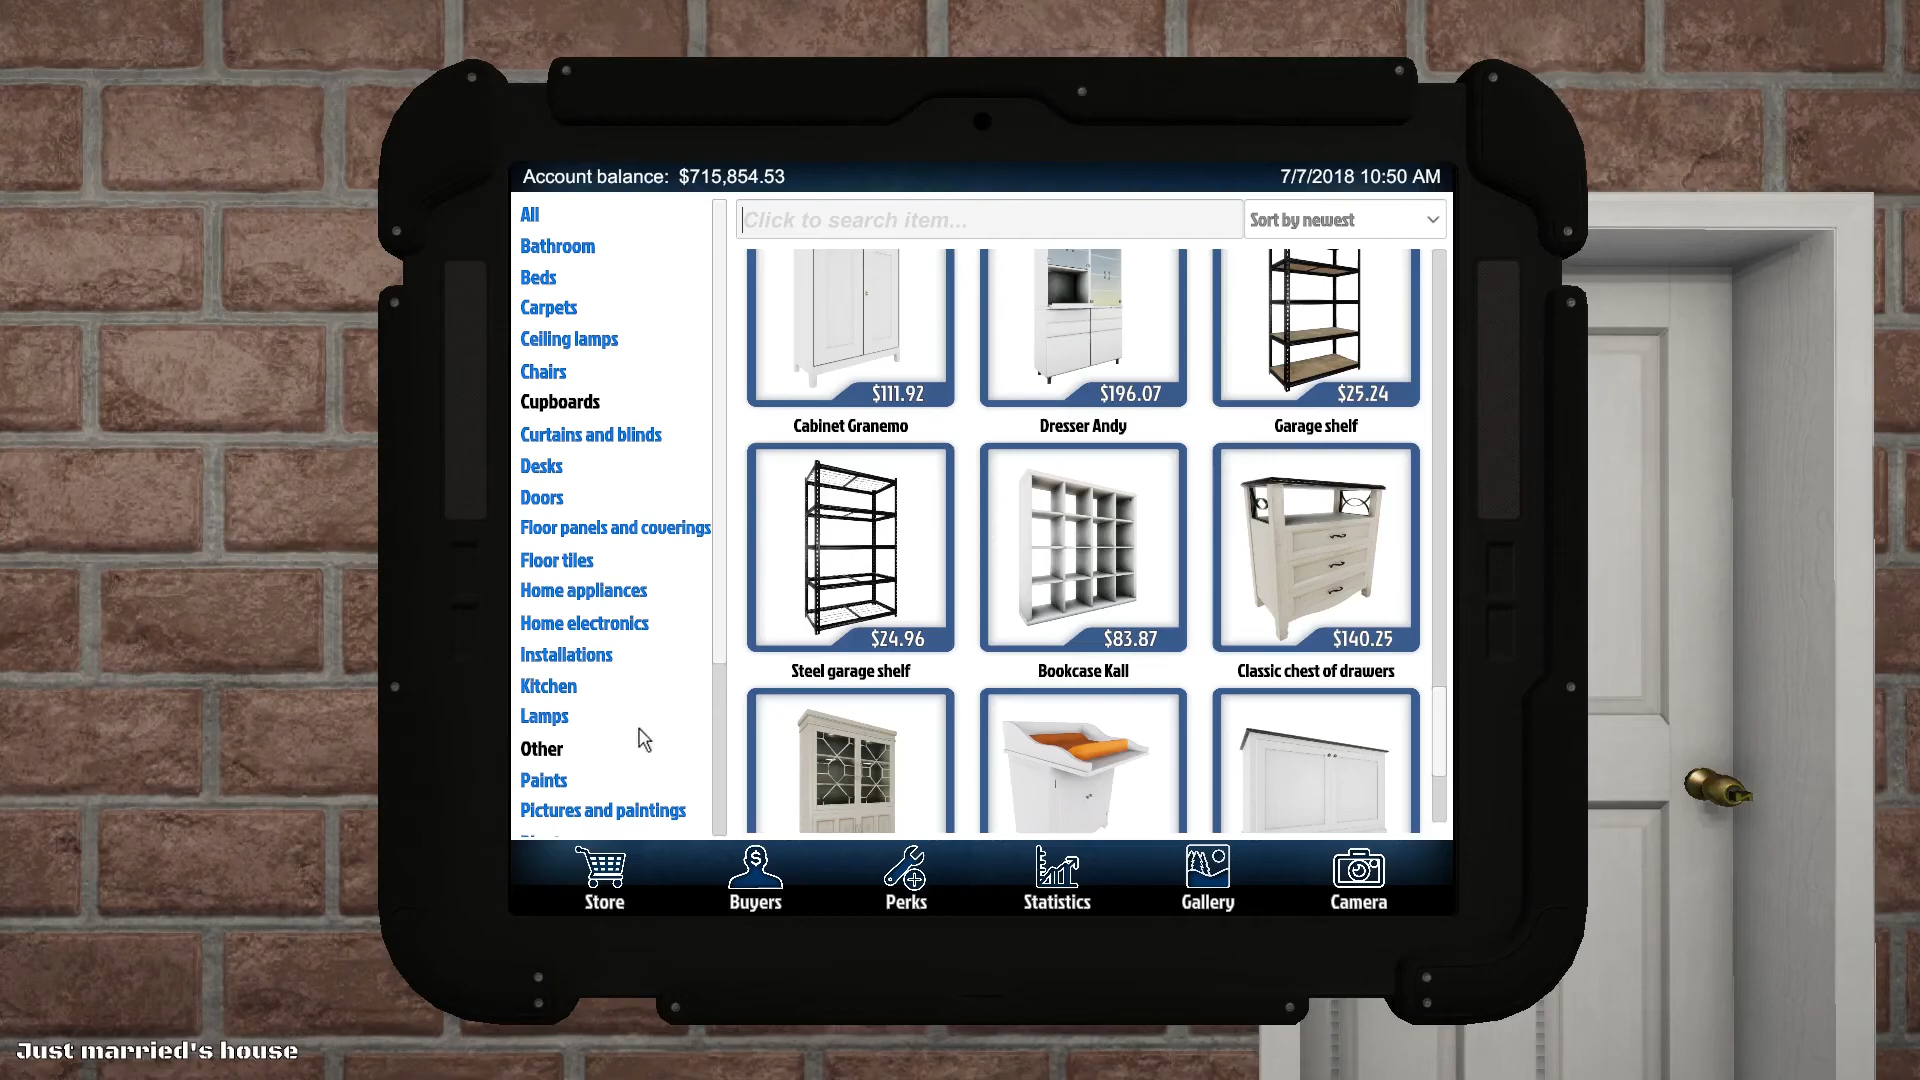 Account balance: $715,854.53
7/7/2018 10:50 AM
All
Bathroom
Beds
Carpets
Ceiling lamps
Chairs
Cupboards
Curtains and blinds
Desks
Doors
Floor panels and coverings
Floor tiles
Home appliances
Home electronics
Installations
Kitchen
Lamps
Other
Paints
Pictures and paintings
Click to search item...
Sort by newest
$111.92
$196.07
$25.24
Cabinet Granemo
Dresser Andy
Garage shelf
$24.96
$83.87
$140.25
Steel garage shelf
Bookcase Kall
Classic chest of drawers
Store
Buyers
Perks
Statistics
Gallery
Camera
Just married's house